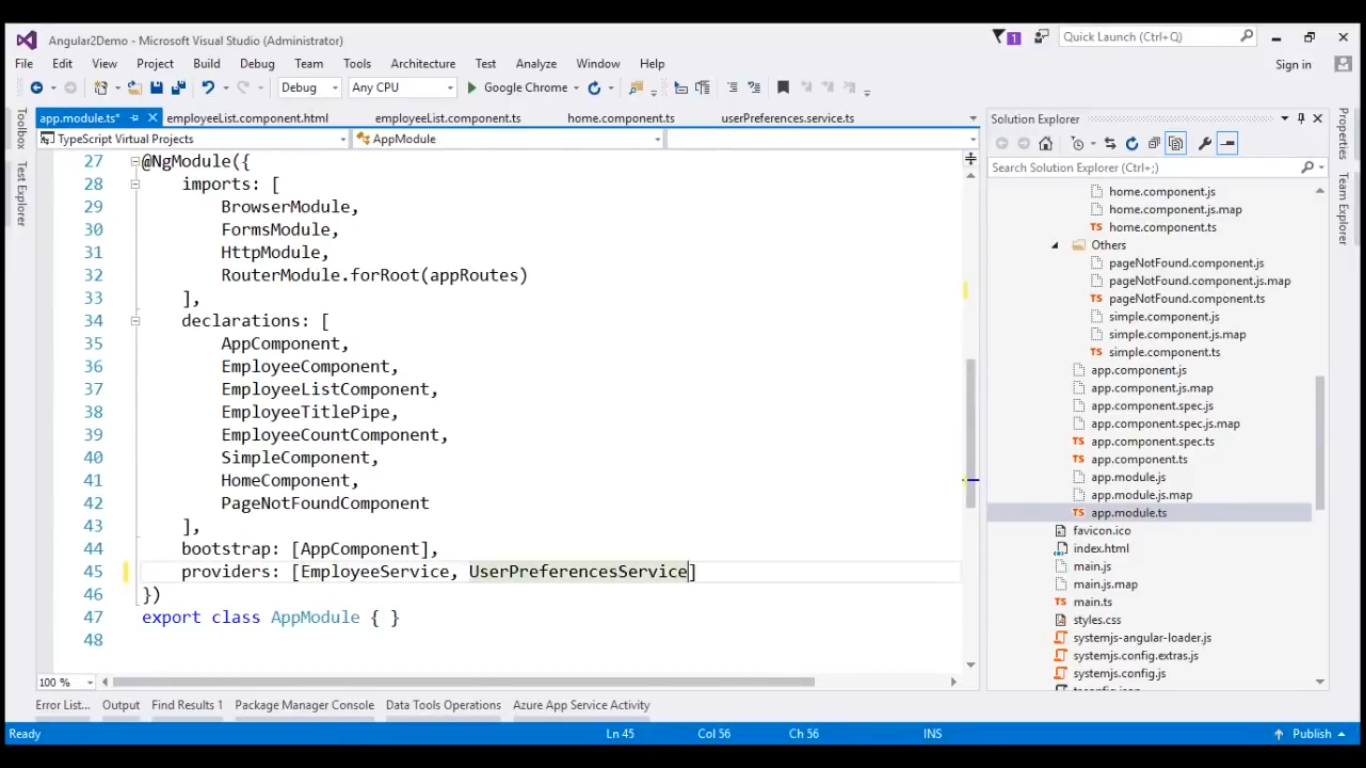 Angular2Demo - Microsoft Visual Studio (Administrator)
1
Quick Launch (Ctrl+Q)
File Edit View Project Build Debug Team Tools Architecture Test Analyze Window Help
Sign in
Debug Any CPU Google Chrome
Toolbox
Test Explorer
app.module.ts* employeeList.component.html employeeList.component.ts home.component.ts userPreferences.service.ts
TypeScript Virtual Projects AppModule
27 @NgModule({
28 imports: [
29 BrowserModule,
30 FormsModule,
31 HttpModule,
32 RouterModule.forRoot(appRoutes)
33 ],
34 declarations: [
35 AppComponent,
36 EmployeeComponent,
37 EmployeeListComponent,
38 EmployeeTitlePipe,
39 EmployeeCountComponent,
40 SimpleComponent,
41 HomeComponent,
42 PageNotFoundComponent
43 ],
44 bootstrap: [AppComponent],
45 providers: [EmployeeService, UserPreferencesService]
46 })
47 export class AppModule { }
48
100 %
Solution Explorer
Search Solution Explorer (Ctrl+;)
home.component.js
home.component.js.map
TS home.component.ts
Others
pageNotFound.component.js
pageNotFound.component.js.map
TS pageNotFound.component.ts
simple.component.js
simple.component.js.map
TS simple.component.ts
app.component.js
app.component.js.map
app.component.spec.js
app.component.spec.js.map
TS app.component.spec.ts
TS app.component.ts
app.module.js
app.module.js.map
TS app.module.ts
favicon.ico
index.html
main.js
main.js.map
TS main.ts
styles.css
systemjs-angular-loader.js
systemjs.config.extras.js
systemjs.config.js
Properties
Team Explorer
Error List... Output Find Results 1 Package Manager Console Data Tools Operations Azure App Service Activity
Ready Ln 45 Col 56 Ch 56 INS Publish